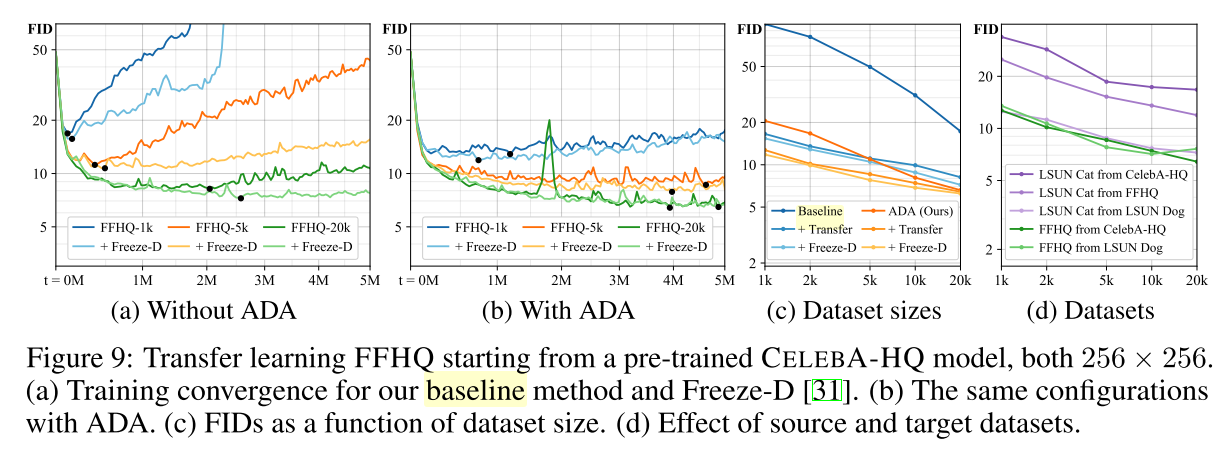 FID
50
20
10
5
FFHQ-1k FFHQ-5k FFHQ-20k
+ Freeze-D + Freeze-D + Freeze-D
t = 0M 1M 2M 3M 4M 5M
(a) Without ADA
FID
50
20
10
5
FFHQ-1k FFHQ-5k FFHQ-20k
+ Freeze-D + Freeze-D + Freeze-D
t = 0M 1M 2M 3M 4M 5M
(b) With ADA
FID
50
20
10
5
2
Baseline ADA (Ours)
+ Transfer + Transfer
+ Freeze-D + Freeze-D
1k 2k 5k 10k 20k
(c) Dataset sizes
FID
20
10
5
2
LSUN Cat from CelebA-HQ
LSUN Cat from FFHQ
LSUN Cat from LSUN Dog
FFHQ from CelebA-HQ
FFHQ from LSUN Dog
1k 2k 5k 10k 20k
(d) Datasets
Figure 9: Transfer learning FFHQ starting from a pre-trained CELEBA-HQ model, both 256 × 256.
(a) Training convergence for our baseline method and Freeze-D [31]. (b) The same configurations
with ADA. (c) FIDs as a function of dataset size. (d) Effect of source and target datasets.